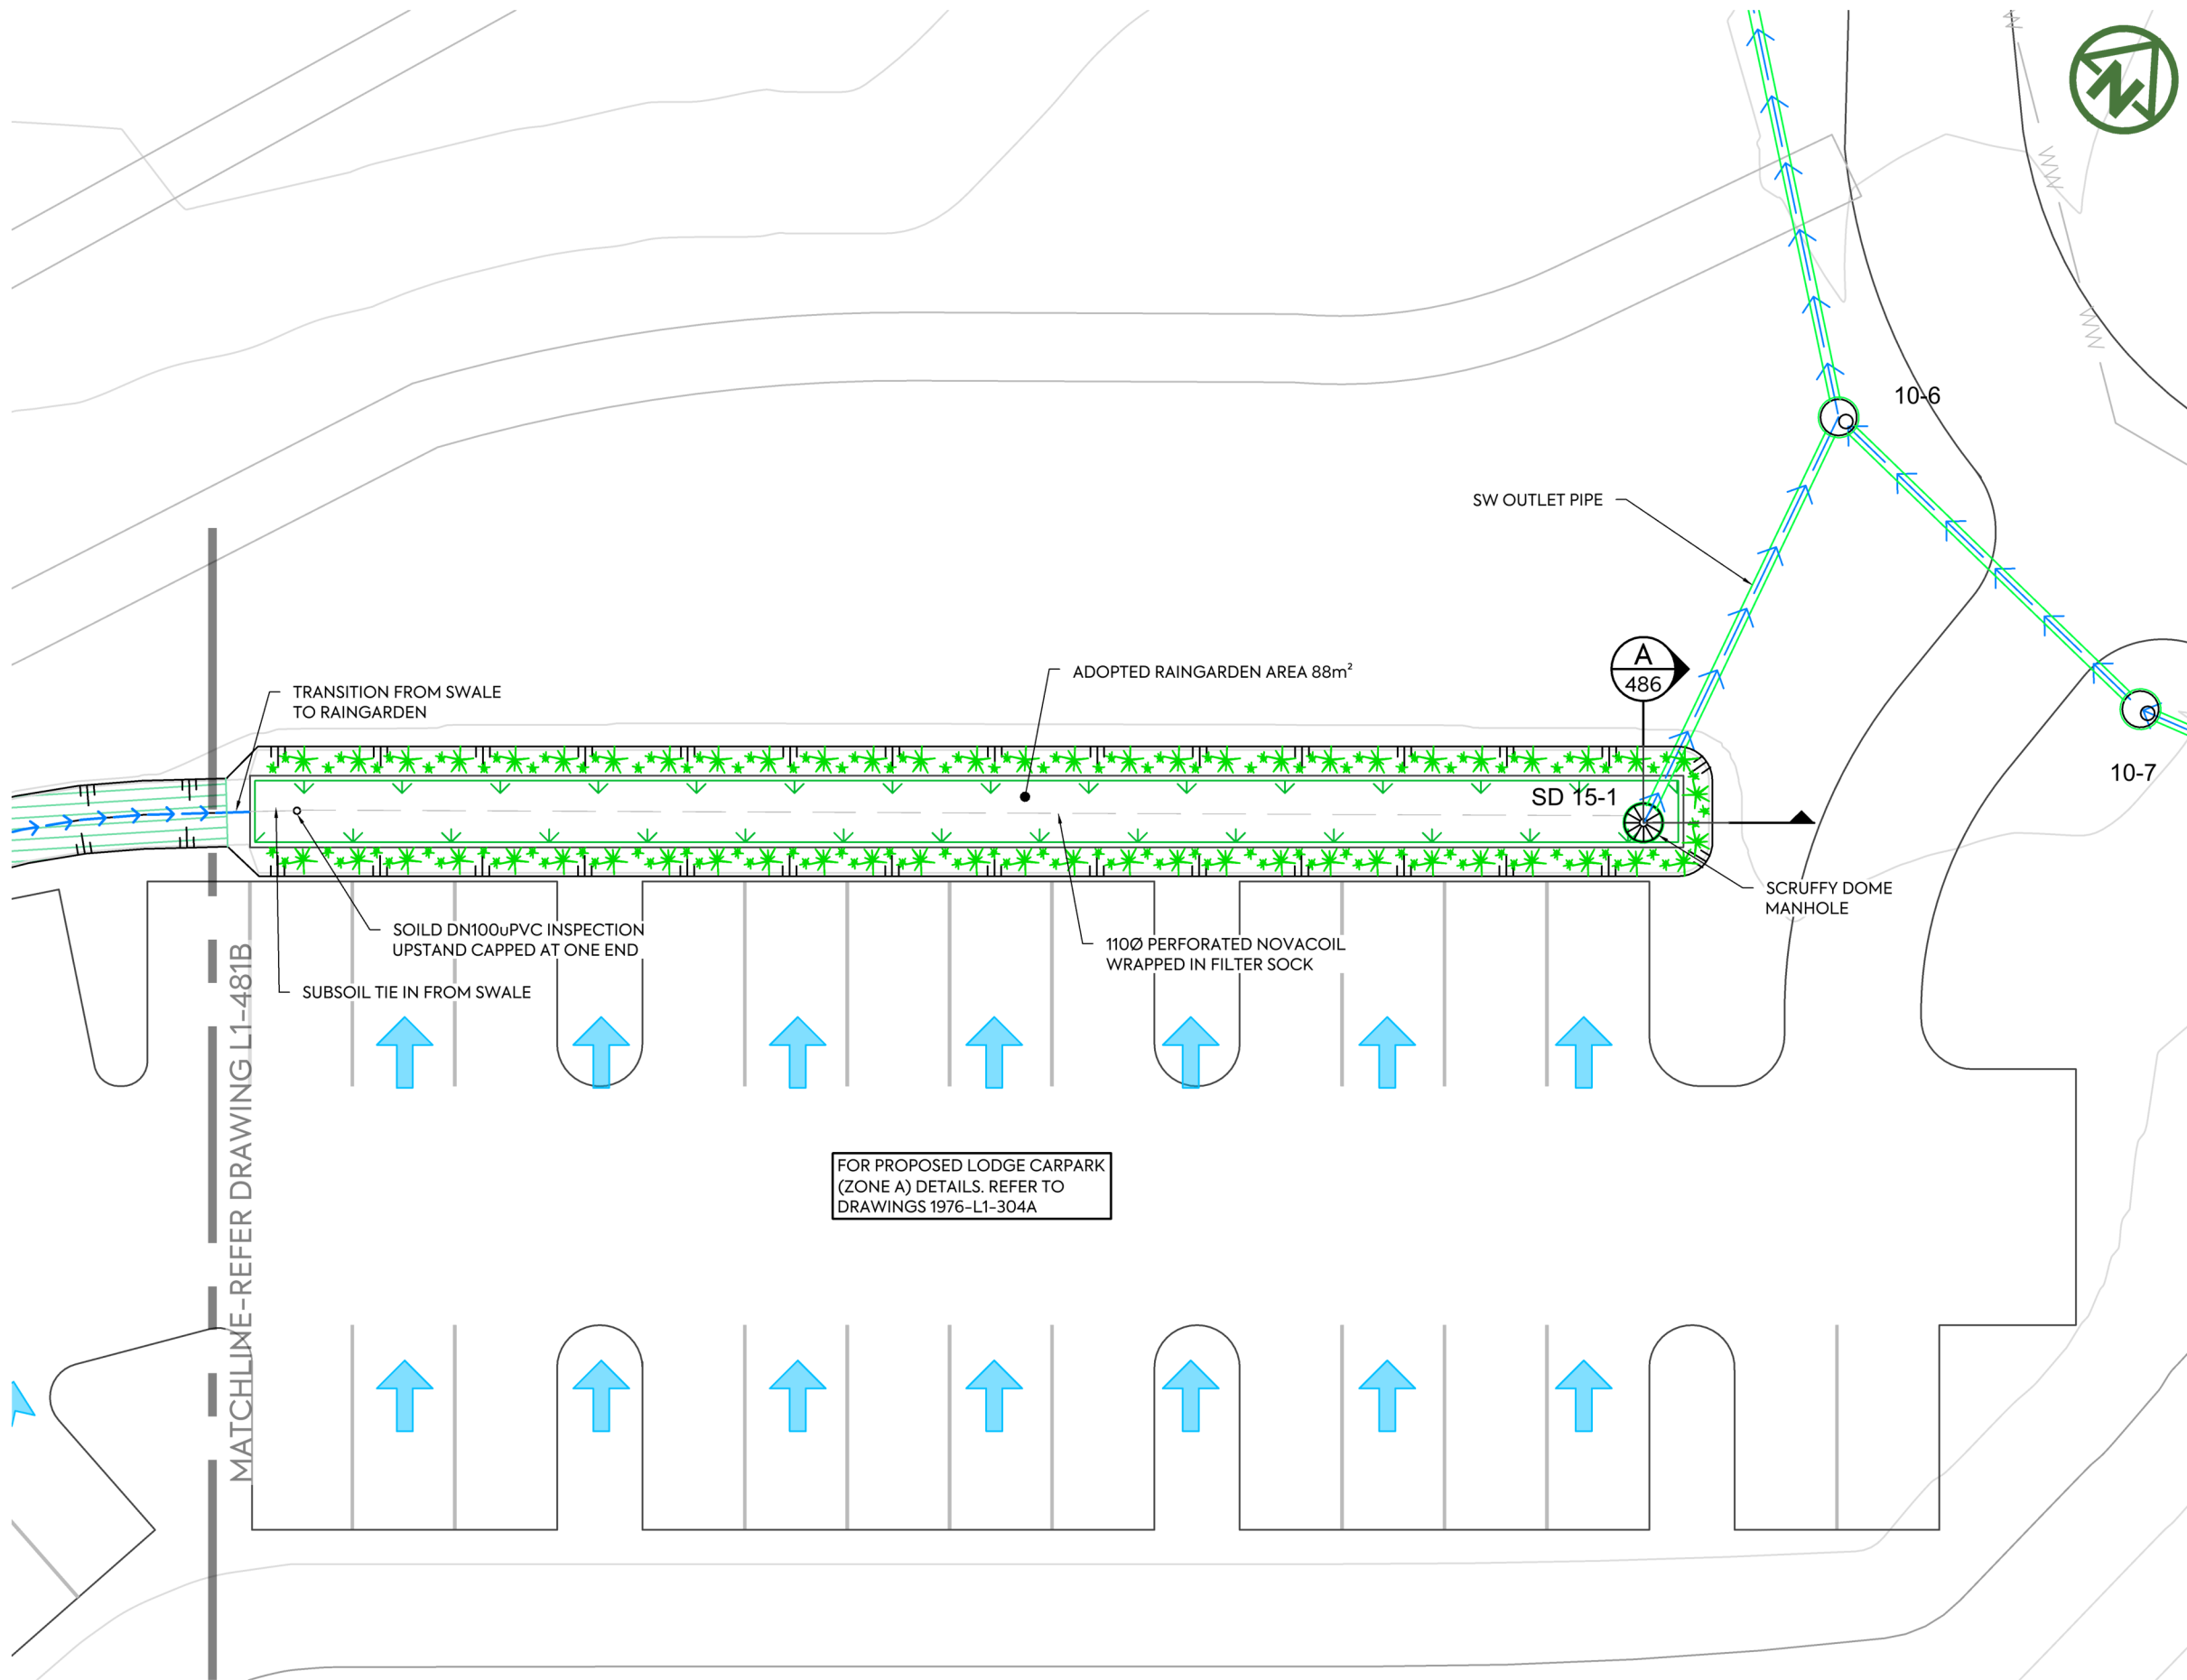 N
10-6
SW OUTLET PIPE
A
486
ADOPTED RAINGARDEN AREA 88m²
TRANSITION FROM SWALE
TO RAINGARDEN
10-7
SD 15-1
SCRUFFY DOME
MANHOLE
SOILD DN100uPVC INSPECTION
UPSTAND CAPPED AT ONE END
110Ø PERFORATED NOVACOIL
WRAPPED IN FILTER SOCK
SUBSOIL TIE IN FROM SWALE
MATCHLINE-REFER DRAWING L1-481B
FOR PROPOSED LODGE CARPARK
(ZONE A) DETAILS. REFER TO
DRAWINGS 1976-L1-304A